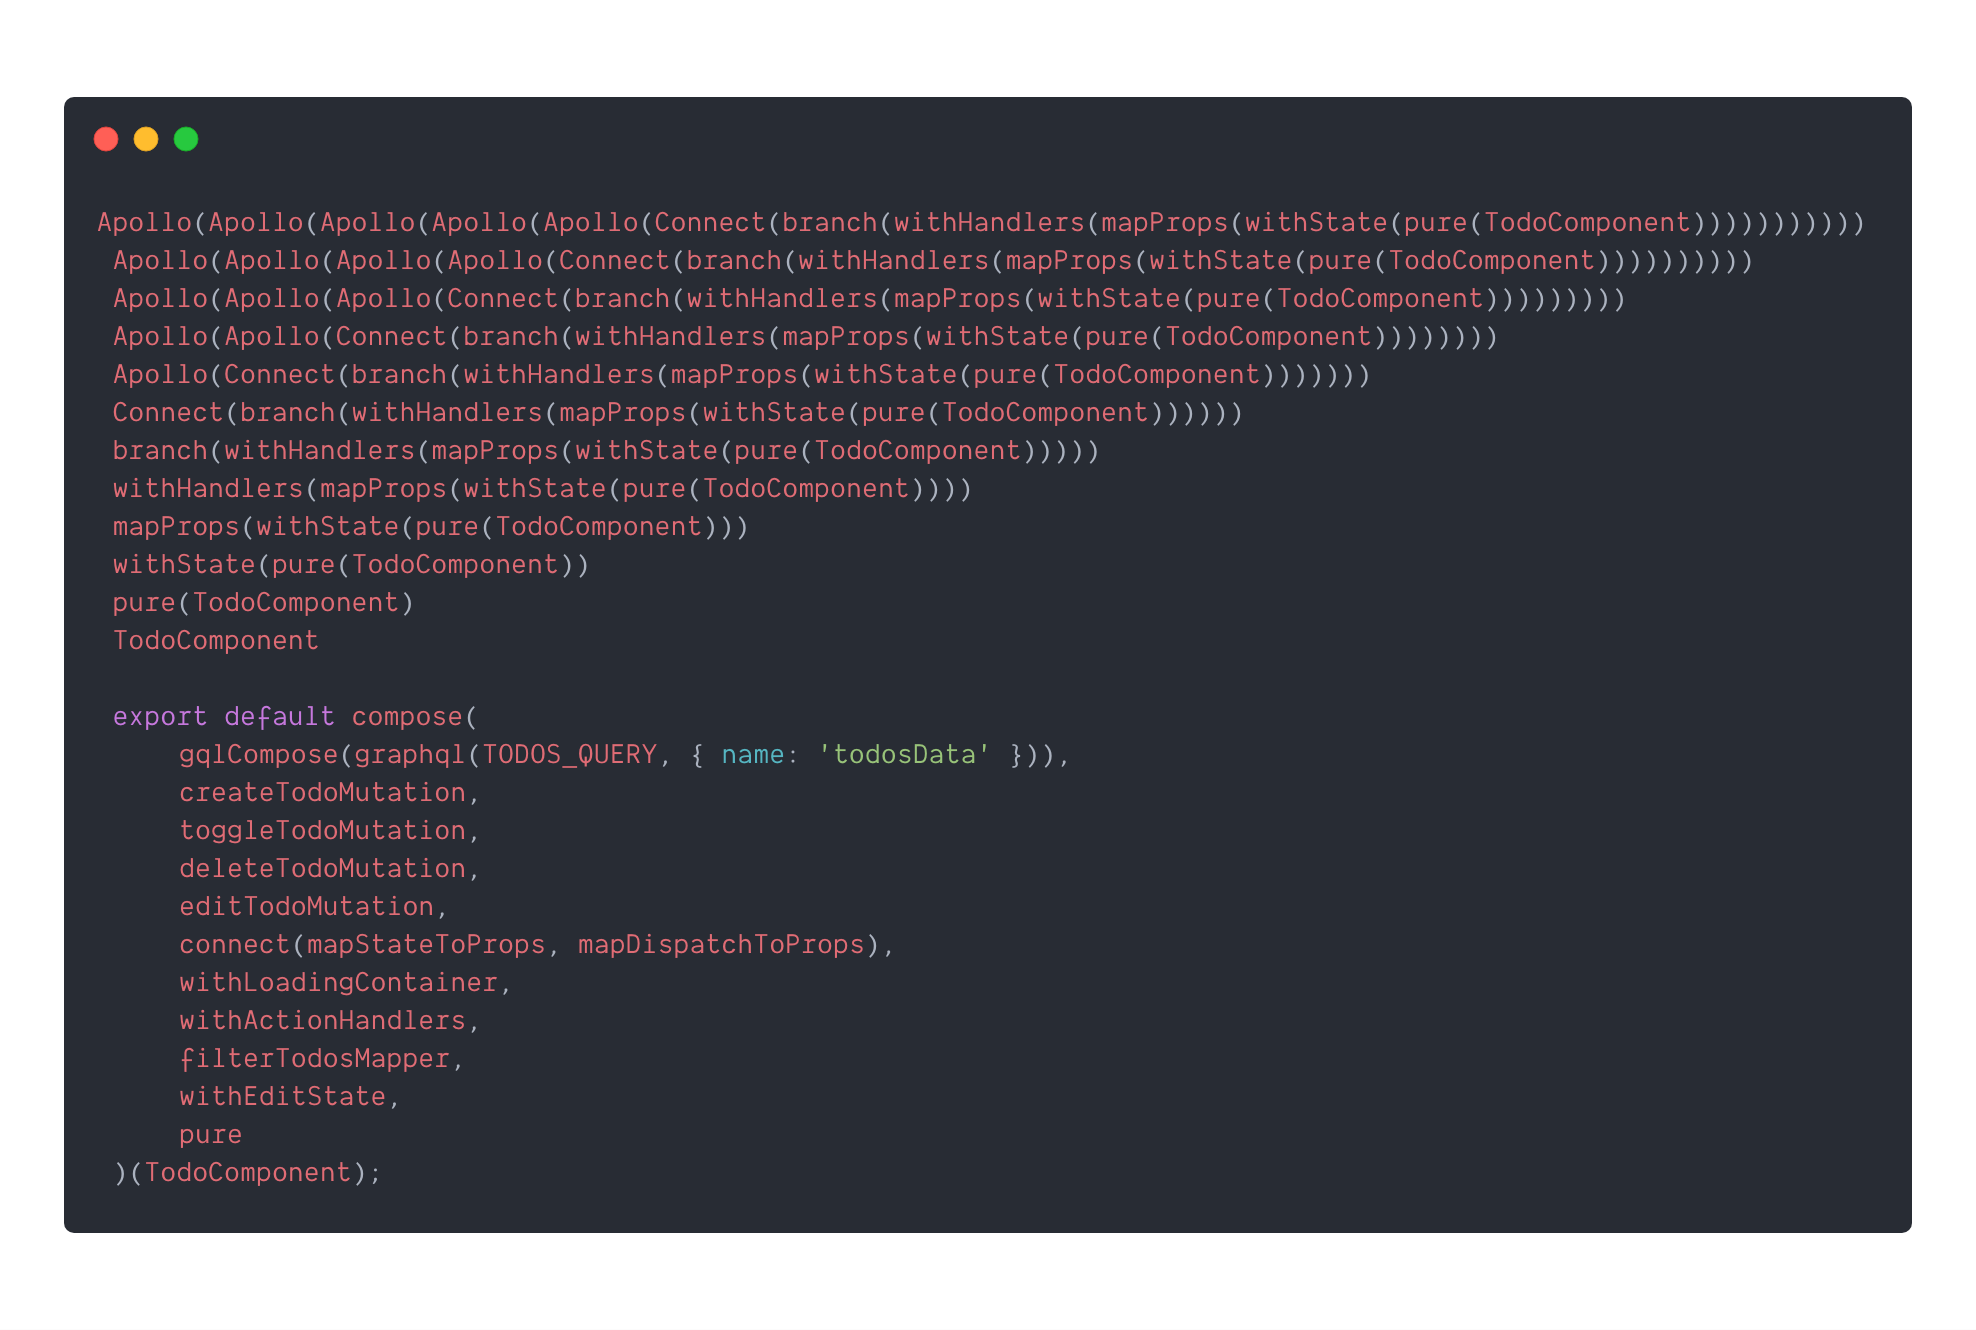 Apollo(Apollo(Apollo(Apollo(Apollo(Connect(branch(withHandlers(mapProps(withState(pure(TodoComponent)))))))))))
Apollo(Apollo(Apollo(Apollo(Connect(branch(withHandlers(mapProps(withState(pure(TodoComponent))))))))))
Apollo(Apollo(Apollo(Connect(branch(withHandlers(mapProps(withState(pure(TodoComponent)))))))))
Apollo(Apollo(Connect(branch(withHandlers(mapProps(withState(pure(TodoComponent))))))))
Apollo(Connect(branch(withHandlers(mapProps(withState(pure(TodoComponent)))))))
Connect(branch(withHandlers(mapProps(withState(pure(TodoComponent))))))
branch(withHandlers(mapProps(withState(pure(TodoComponent)))))
withHandlers(mapProps(withState(pure(TodoComponent))))
mapProps(withState(pure(TodoComponent)))
withState(pure(TodoComponent))
pure(TodoComponent)
TodoComponent

export default compose(
    gqlCompose(graphql(TODOS_QUERY, { name: 'todosData' })),
    createTodoMutation,
    toggleTodoMutation,
    deleteTodoMutation,
    editTodoMutation,
    connect(mapStateToProps, mapDispatchToProps),
    withLoadingContainer,
    withActionHandlers,
    filterTodosMapper,
    withEditState,
    pure
)(TodoComponent);